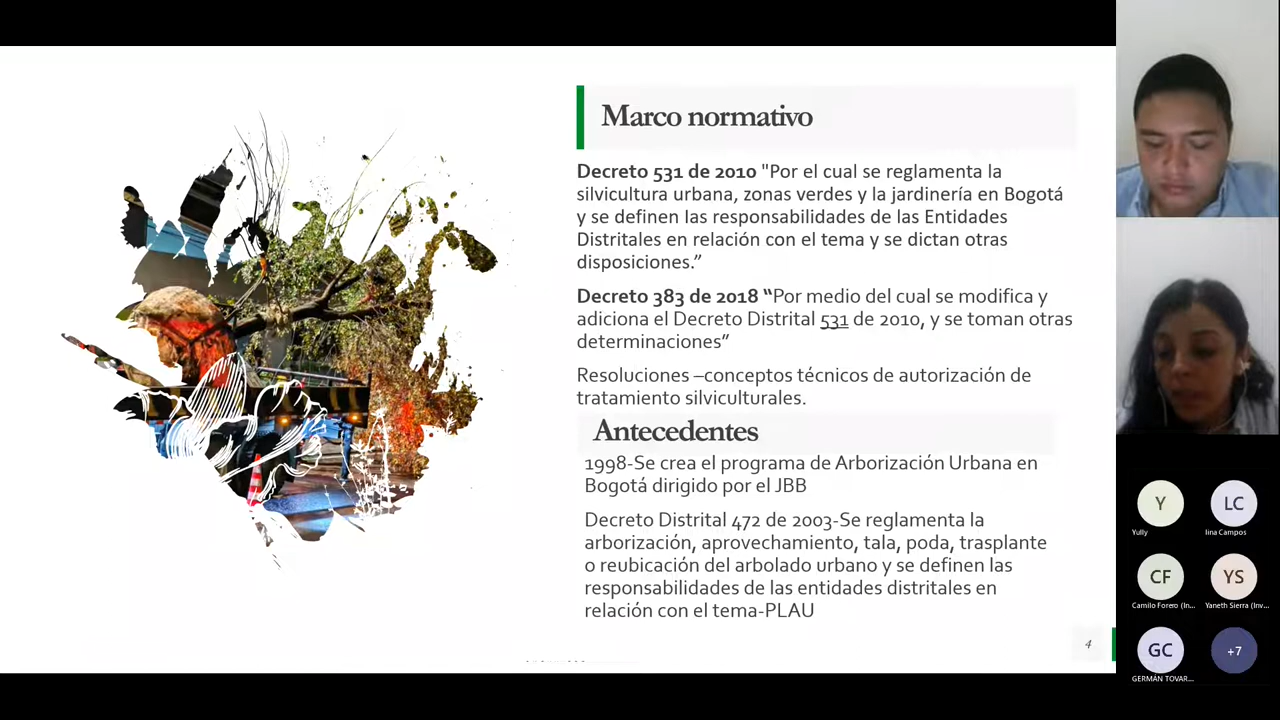 Marco normativo
Decreto 531 de 2010 "Por el cual se reglamenta la
silvicultura urbana, zonas verdes y la jardinería en Bogotá
y se definen las responsabilidades de las Entidades
Distritales en relación con el tema y se dictan otras
disposiciones.”
Decreto 383 de 2018 “Por medio del cual se modifica y
adiciona el Decreto Distrital 531 de 2010, y se toman otras
determinaciones”
Resoluciones –conceptos técnicos de autorización de
tratamiento silviculturales.
Antecedentes
1998-Se crea el programa de Arborización Urbana en
Bogotá dirigido por el JBB
Decreto Distrital 472 de 2003-Se reglamenta la
arborización, aprovechamiento, tala, poda, trasplante
o reubicación del arbolado urbano y se definen las
responsabilidades de las entidades distritales en
relación con el tema-PLAU
4
Y
LC
Yully
lina Campos
CF
YS
Camilo Forero (In...
Yaneth Sierra (Inv...
GC
+7
GERMÁN TOVAR...